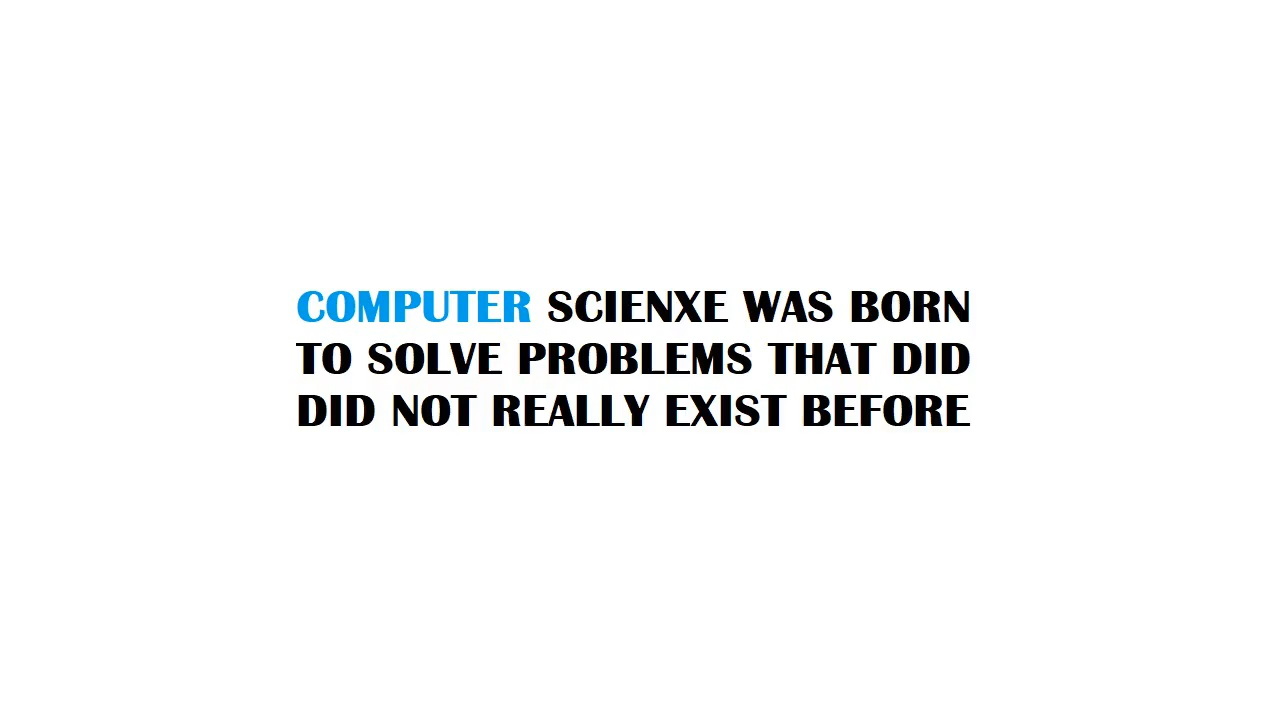 COMPUTER SCIENXE WAS BORN
TO SOLVE PROBLEMS THAT DID
DID NOT REALLY EXIST BEFORE